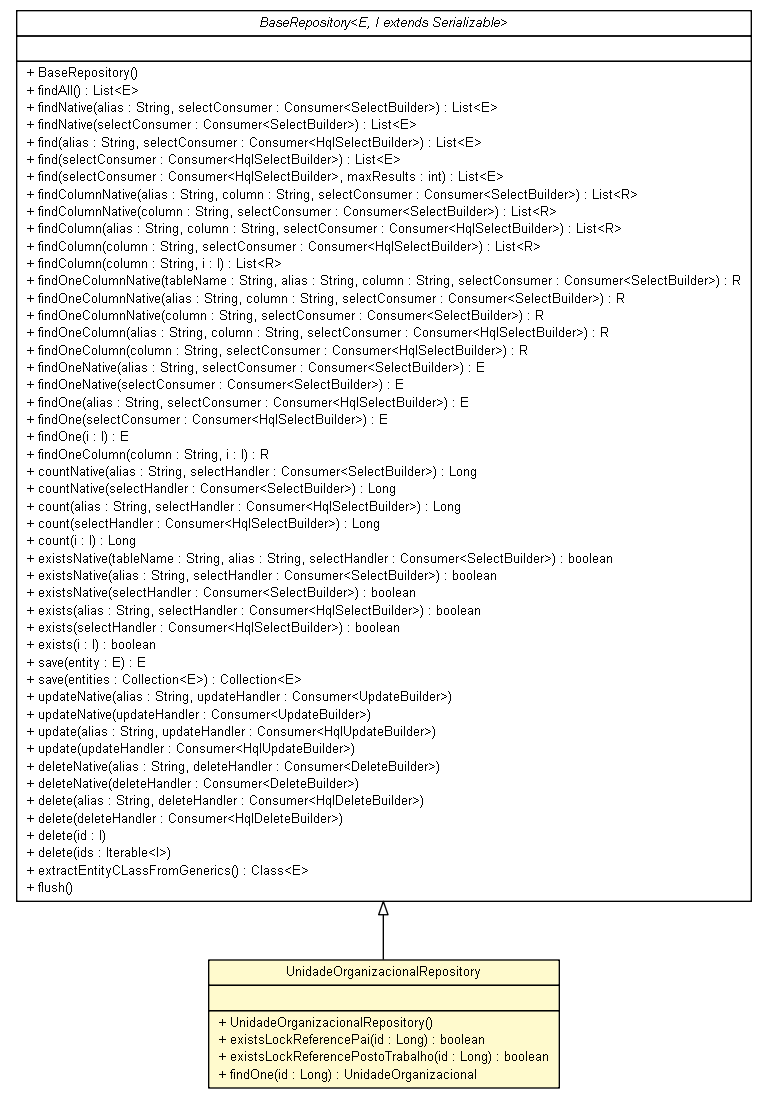 BaseRepository<E, I extends Serializable>
+ BaseRepository()
+ findAll() : List<E>
+ findNative(alias : String, selectConsumer : Consumer<SelectBuilder>) : List<E>
+ findNative(selectConsumer : Consumer<SelectBuilder>) : List<E>
+ find(alias : String, selectConsumer : Consumer<HqlSelectBuilder>) : List<E>
+ find(selectConsumer : Consumer<HqlSelectBuilder>) : List<E>
+ find(selectConsumer : Consumer<HqlSelectBuilder>, maxResults : int) : List<E>
+ findColumnNative(alias : String, column : String, selectConsumer : Consumer<SelectBuilder>) : List<R>
+ findColumnNative(column : String, selectConsumer : Consumer<SelectBuilder>) : List<R>
+ findColumn(alias : String, column : String, selectConsumer : Consumer<HqlSelectBuilder>) : List<R>
+ findColumn(column : String, selectConsumer : Consumer<HqlSelectBuilder>) : List<R>
+ findColumn(column : String, i : I) : List<R>
+ findOneColumnNative(tableName : String, alias : String, column : String, selectConsumer : Consumer<SelectBuilder>) : R
+ findOneColumnNative(alias : String, column : String, selectConsumer : Consumer<SelectBuilder>) : R
+ findOneColumnNative(column : String, selectConsumer : Consumer<SelectBuilder>) : R
+ findOneColumn(alias : String, column : String, selectConsumer : Consumer<HqlSelectBuilder>) : R
+ findOneColumn(column : String, selectConsumer : Consumer<HqlSelectBuilder>) : R
+ findOneNative(alias : String, selectConsumer : Consumer<SelectBuilder>) : E
+ findOneNative(selectConsumer : Consumer<SelectBuilder>) : E
+ findOne(alias : String, selectConsumer : Consumer<HqlSelectBuilder>) : E
+ findOne(selectConsumer : Consumer<HqlSelectBuilder>) : E
+ findOne(i : I) : E
+ findOneColumn(column : String, i : I) : R
+ countNative(alias : String, selectHandler : Consumer<SelectBuilder>) : Long
+ countNative(selectHandler : Consumer<SelectBuilder>) : Long
+ count(alias : String, selectHandler : Consumer<HqlSelectBuilder>) : Long
+ count(selectHandler : Consumer<HqlSelectBuilder>) : Long
+ count(i : I) : Long
+ existsNative(tableName : String, alias : String, selectHandler : Consumer<SelectBuilder>) : boolean
+ existsNative(alias : String, selectHandler : Consumer<SelectBuilder>) : boolean
+ existsNative(selectHandler : Consumer<SelectBuilder>) : boolean
+ exists(alias : String, selectHandler : Consumer<HqlSelectBuilder>) : boolean
+ exists(selectHandler : Consumer<HqlSelectBuilder>) : boolean
+ exists(i : I) : boolean
+ save(entity : E) : E
+ save(entities : Collection<E>) : Collection<E>
+ updateNative(alias : String, updateHandler : Consumer<UpdateBuilder>)
+ updateNative(updateHandler : Consumer<UpdateBuilder>)
+ update(alias : String, updateHandler : Consumer<HqlUpdateBuilder>)
+ update(updateHandler : Consumer<HqlUpdateBuilder>)
+ deleteNative(alias : String, deleteHandler : Consumer<DeleteBuilder>)
+ deleteNative(deleteHandler : Consumer<DeleteBuilder>)
+ delete(alias : String, deleteHandler : Consumer<HqlDeleteBuilder>)
+ delete(deleteHandler : Consumer<HqlDeleteBuilder>)
+ delete(id : I)
+ delete(ids : Iterable<I>)
+ extractEntityCLassFromGenerics() : Class<E>
+ flush()
UnidadeOrganizacionalRepository
+ UnidadeOrganizacionalRepository()
+ existsLockReferencePai(id : Long) : boolean
+ existsLockReferencePostoTrabalho(id : Long) : boolean
+ findOne(id : Long) : UnidadeOrganizacional